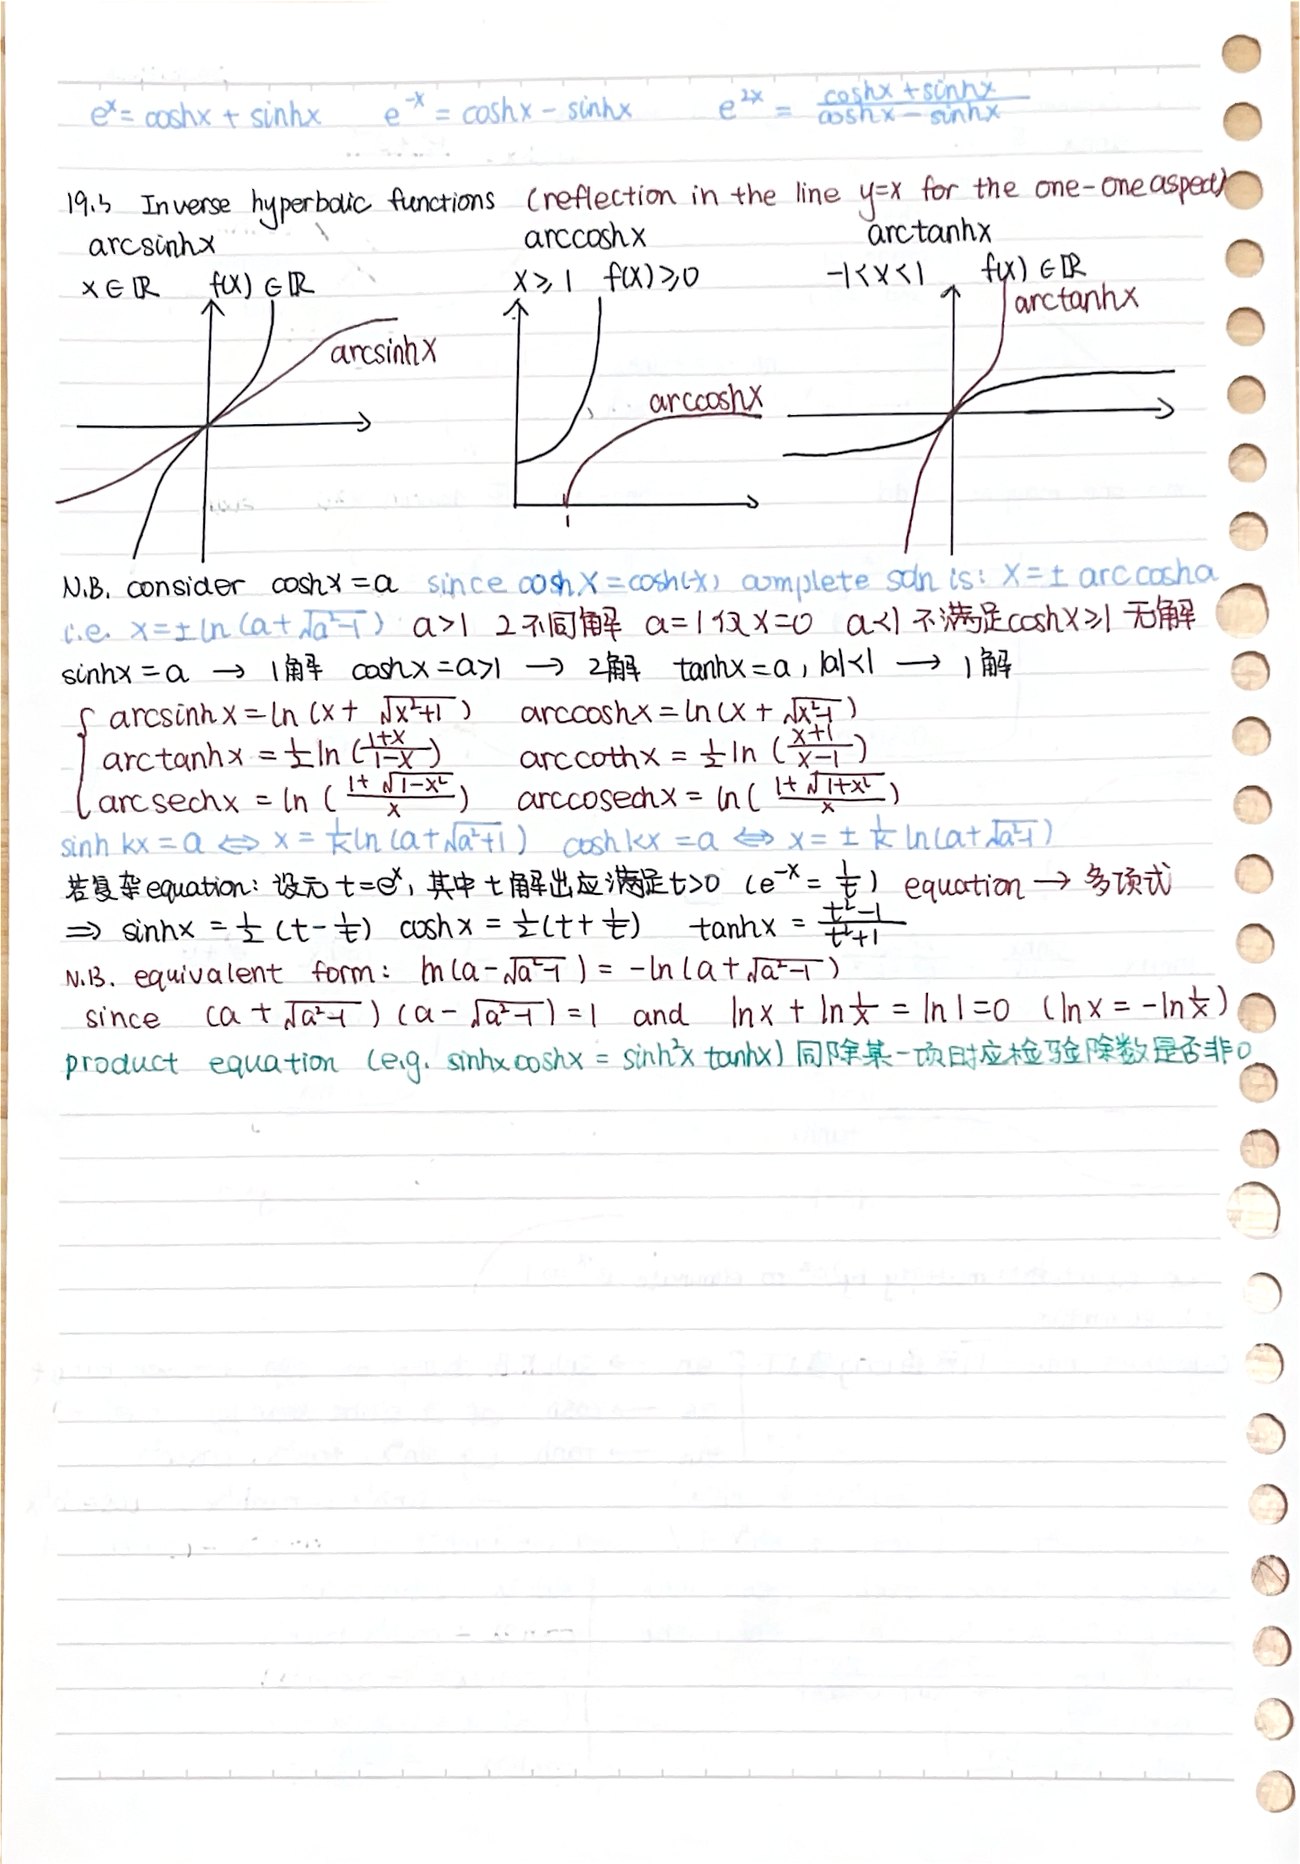 eˣ = coshx + sinhx e⁻ˣ = coshx − sinhx e²ˣ = (coshx + sinhx)/(coshx − sinhx)
19.5 Inverse hyperbolic functions (reflection in the line y=x for the one-one aspect)
arcsinhx arccoshx arctanhx
x∈ℝ f(x)∈ℝ x⩾1 f(x)⩾0 -1<x<1 f(x)∈ℝ
arctanhx
arcsinhx
arccoshx
1
N.B. consider coshx=a since coshx=cosh(-x), complete soln is: x=± arccosha
i.e. x=±ln(a+√(a²-1)) a>1 2不同解 a=1仅x=0 a<1不满足coshx⩾1 无解
sinhx=a → 1解 coshx=a>1 → 2解 tanhx=a, |a|<1 → 1解
arcsinhx=ln(x+√(x²+1)) arccoshx=ln(x+√(x²-1))
arctanhx = ½ln((1+x)/(1-x)) arccothx = ½ln((x+1)/(x-1))
arcsechx = ln((1+√(1-x²))/x) arccosechx = ln((1+√(1+x²))/x)
sinh kx=a ⇔ x=1/k ln(a+√(a²+1)) cosh kx=a ⇔ x=± 1/k ln(a+√(a²-1))
若复杂equation: 设元t=eˣ, 其中t解出应满足t>0 (e⁻ˣ=1/t) equation → 多项式
⇒ sinhx=½(t-1/t) coshx=½(t+1/t) tanhx=(t²-1)/(t²+1)
N.B. equivalent form: ln(a-√(a²-1))=-ln(a+√(a²-1))
since (a+√(a²-1))(a-√(a²-1))=1 and lnx+ln1/x=ln1=0 (lnx=-ln1/x)
product equation (e.g. sinhxcoshx=sinh²x tanhx)同除某一项时应检验除数是否非0